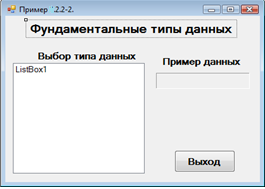 Пример '.2.2-2.
Фундаментальные типы данных
Выбор типа данных
Пример данных
ListBox1
Выход